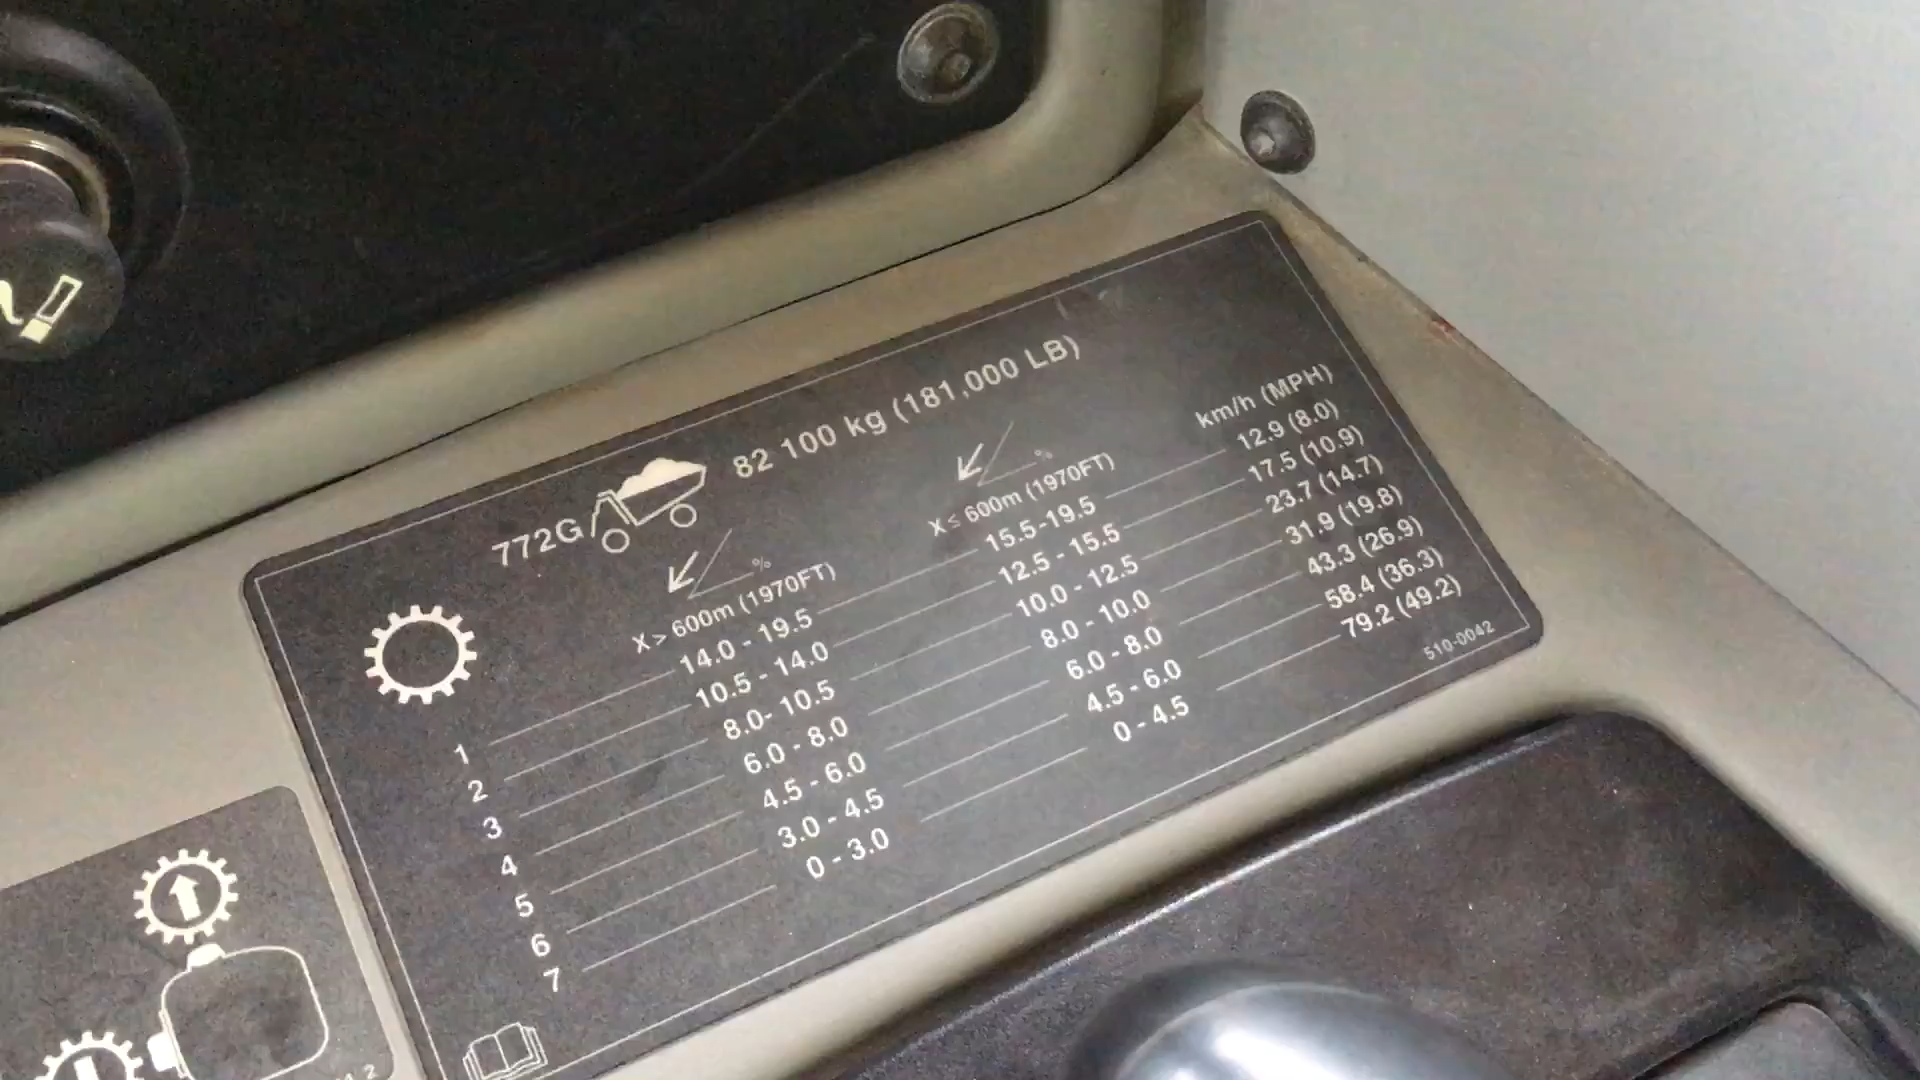 772G 82 100 kg (181,000 LB)
% % km/h (MPH)
X > 600m (1970FT) X ≤ 600m (1970FT)
1 14.0 - 19.5 15.5-19.5 12.9 (8.0)
2 10.5 - 14.0 12.5 - 15.5 17.5 (10.9)
3 8.0- 10.5 10.0 - 12.5 23.7 (14.7)
4 6.0 - 8.0 8.0 - 10.0 31.9 (19.8)
5 4.5 - 6.0 6.0 - 8.0 43.3 (26.9)
6 3.0 - 4.5 4.5 - 6.0 58.4 (36.3)
7 0 - 3.0 0 - 4.5 79.2 (49.2)
510-0042